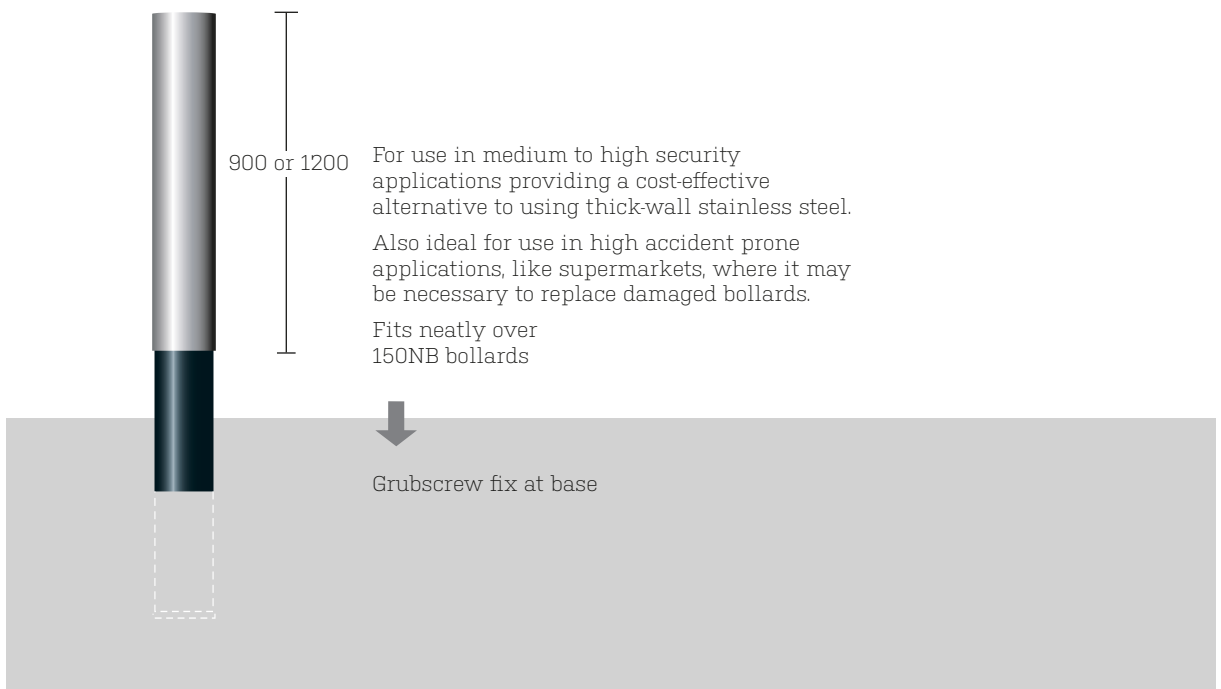 900 or 1200
For use in medium to high security
applications providing a cost-effective
alternative to using thick-wall stainless steel.
Also ideal for use in high accident prone
applications, like supermarkets, where it may
be necessary to replace damaged bollards.
Fits neatly over
150NB bollards
Grubscrew fix at base